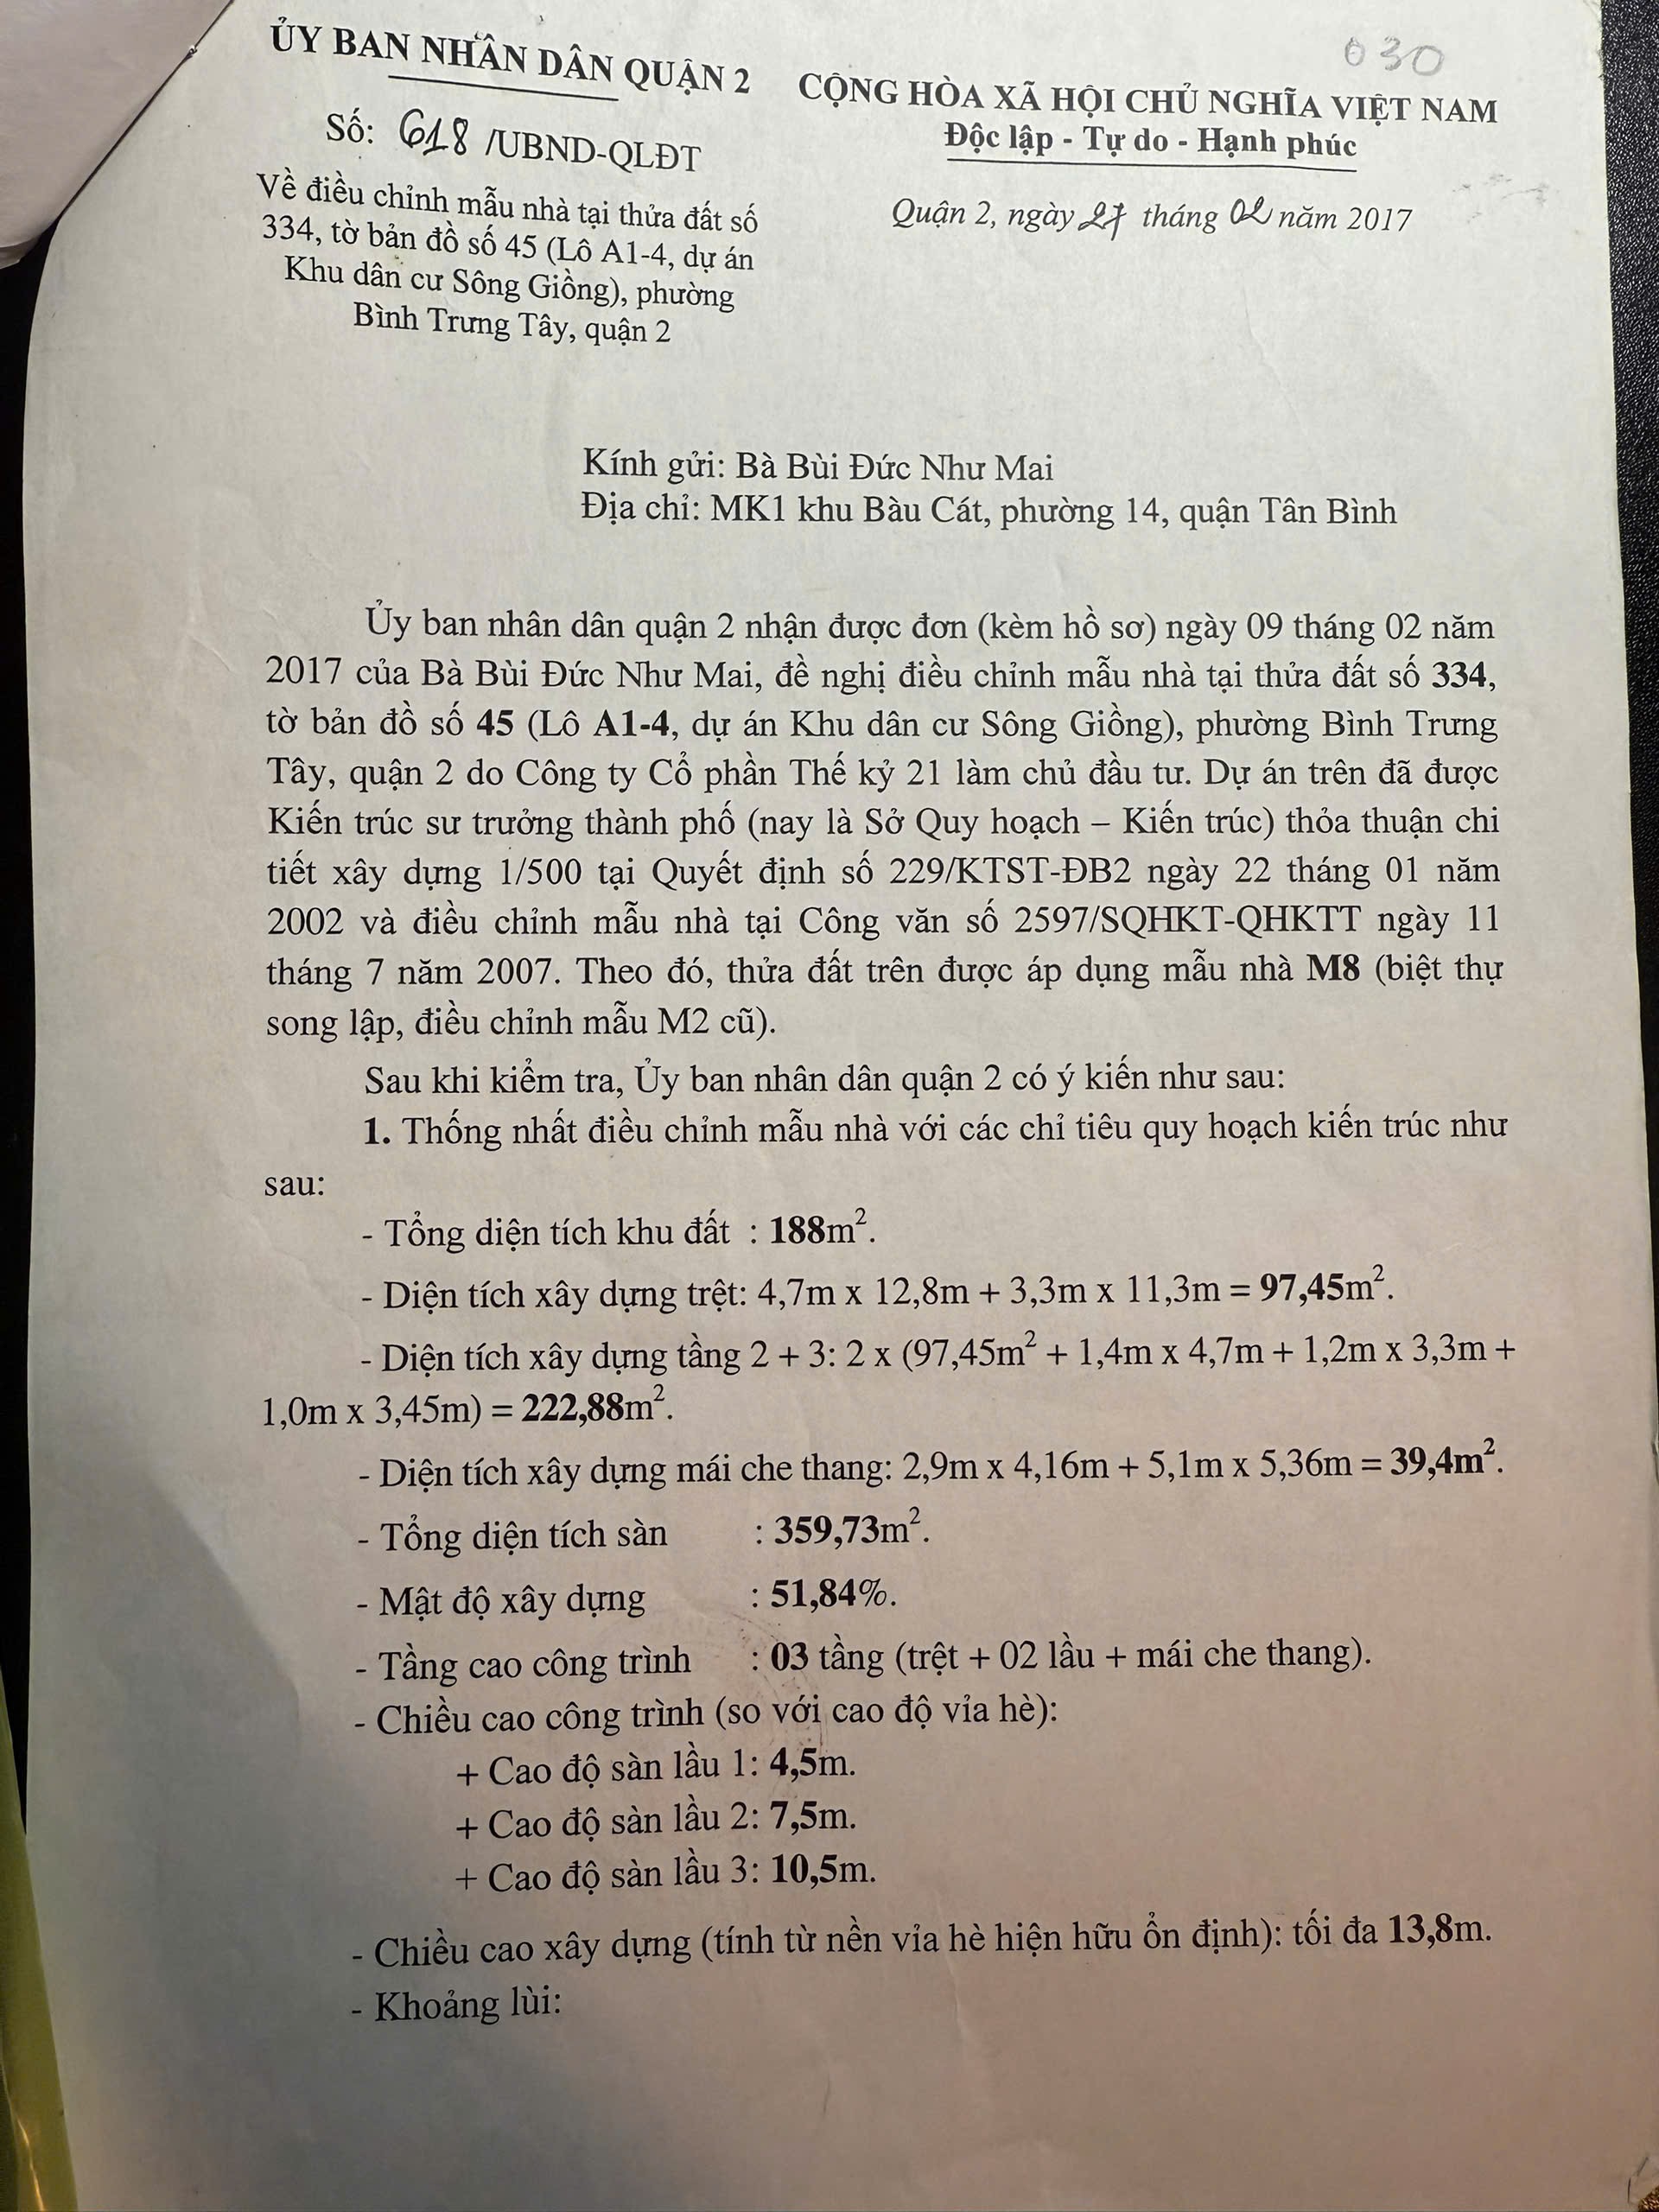 030
ỦY BAN NHÂN DÂN QUẬN 2
CỘNG HÒA XÃ HỘI CHỦ NGHĨA VIỆT NAM
Độc lập - Tự do - Hạnh phúc
Số: 618 /UBND-QLĐT
Về điều chỉnh mẫu nhà tại thửa đất số
334, tờ bản đồ số 45 (Lô A1-4, dự án
Khu dân cư Sông Giồng), phường
Bình Trưng Tây, quận 2
Quận 2, ngày 27 tháng 02 năm 2017
Kính gửi: Bà Bùi Đức Như Mai
Địa chỉ: MK1 khu Bàu Cát, phường 14, quận Tân Bình
Ủy ban nhân dân quận 2 nhận được đơn (kèm hồ sơ) ngày 09 tháng 02 năm
2017 của Bà Bùi Đức Như Mai, đề nghị điều chỉnh mẫu nhà tại thửa đất số 334,
tờ bản đồ số 45 (Lô A1-4, dự án Khu dân cư Sông Giồng), phường Bình Trưng
Tây, quận 2 do Công ty Cổ phần Thế kỷ 21 làm chủ đầu tư. Dự án trên đã được
Kiến trúc sư trưởng thành phố (nay là Sở Quy hoạch – Kiến trúc) thỏa thuận chi
tiết xây dựng 1/500 tại Quyết định số 229/KTST-ĐB2 ngày 22 tháng 01 năm
2002 và điều chỉnh mẫu nhà tại Công văn số 2597/SQHKT-QHKTT ngày 11
tháng 7 năm 2007. Theo đó, thửa đất trên được áp dụng mẫu nhà M8 (biệt thự
song lập, điều chỉnh mẫu M2 cũ).
Sau khi kiểm tra, Ủy ban nhân dân quận 2 có ý kiến như sau:
1. Thống nhất điều chỉnh mẫu nhà với các chỉ tiêu quy hoạch kiến trúc như
sau:
- Tổng diện tích khu đất : 188m².
- Diện tích xây dựng trệt: 4,7m x 12,8m + 3,3m x 11,3m = 97,45m².
- Diện tích xây dựng tầng 2 + 3: 2 x (97,45m² + 1,4m x 4,7m + 1,2m x 3,3m +
1,0m x 3,45m) = 222,88m².
- Diện tích xây dựng mái che thang: 2,9m x 4,16m + 5,1m x 5,36m = 39,4m².
- Tổng diện tích sàn : 359,73m².
- Mật độ xây dựng : 51,84%.
- Tầng cao công trình : 03 tầng (trệt + 02 lầu + mái che thang).
- Chiều cao công trình (so với cao độ vỉa hè):
+ Cao độ sàn lầu 1: 4,5m.
+ Cao độ sàn lầu 2: 7,5m.
+ Cao độ sàn lầu 3: 10,5m.
- Chiều cao xây dựng (tính từ nền vỉa hè hiện hữu ổn định): tối đa 13,8m.
- Khoảng lùi: